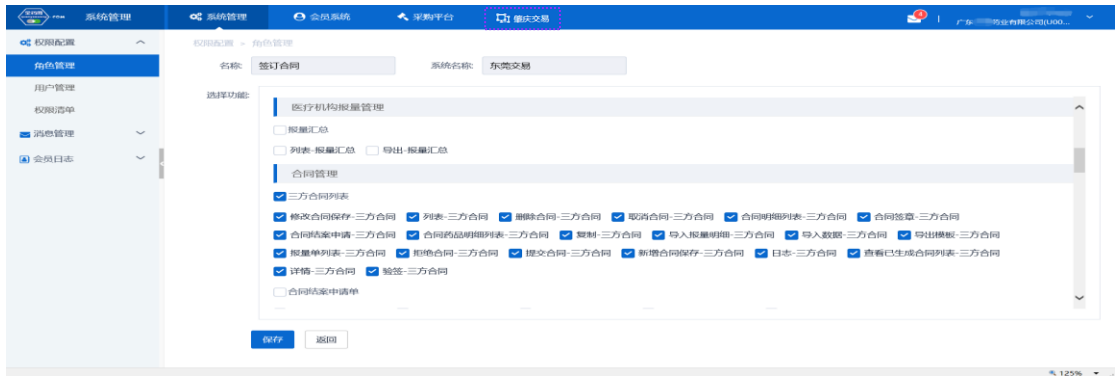 系统管理 系统管理 会员系统 采购平台 肇庆交易
药业有限公司(U00...
权限配置 权限配置 > 角色管理
角色管理 名称: 签订合同 系统名称: 东莞交易
用户管理
选择功能: 医疗机构报量管理
权限清单
报量汇总
消息管理
列表-报量汇总 导出-报量汇总
会员日志
合同管理
三方合同列表
修改合同保存-三方合同 列表-三方合同 删除合同-三方合同 取消合同-三方合同 合同明细列表-三方合同 合同签章-三方合同
合同结案申请-三方合同 合同药品明细列表-三方合同 复制-三方合同 导入报量明细-三方合同 导入数据-三方合同 导出模板-三方合同
报量单列表-三方合同 拒绝合同-三方合同 提交合同-三方合同 新增合同保存-三方合同 日志-三方合同 查看已生成合同列表-三方合同
详情-三方合同 验签-三方合同
合同结案申请单
保存 返回
125%